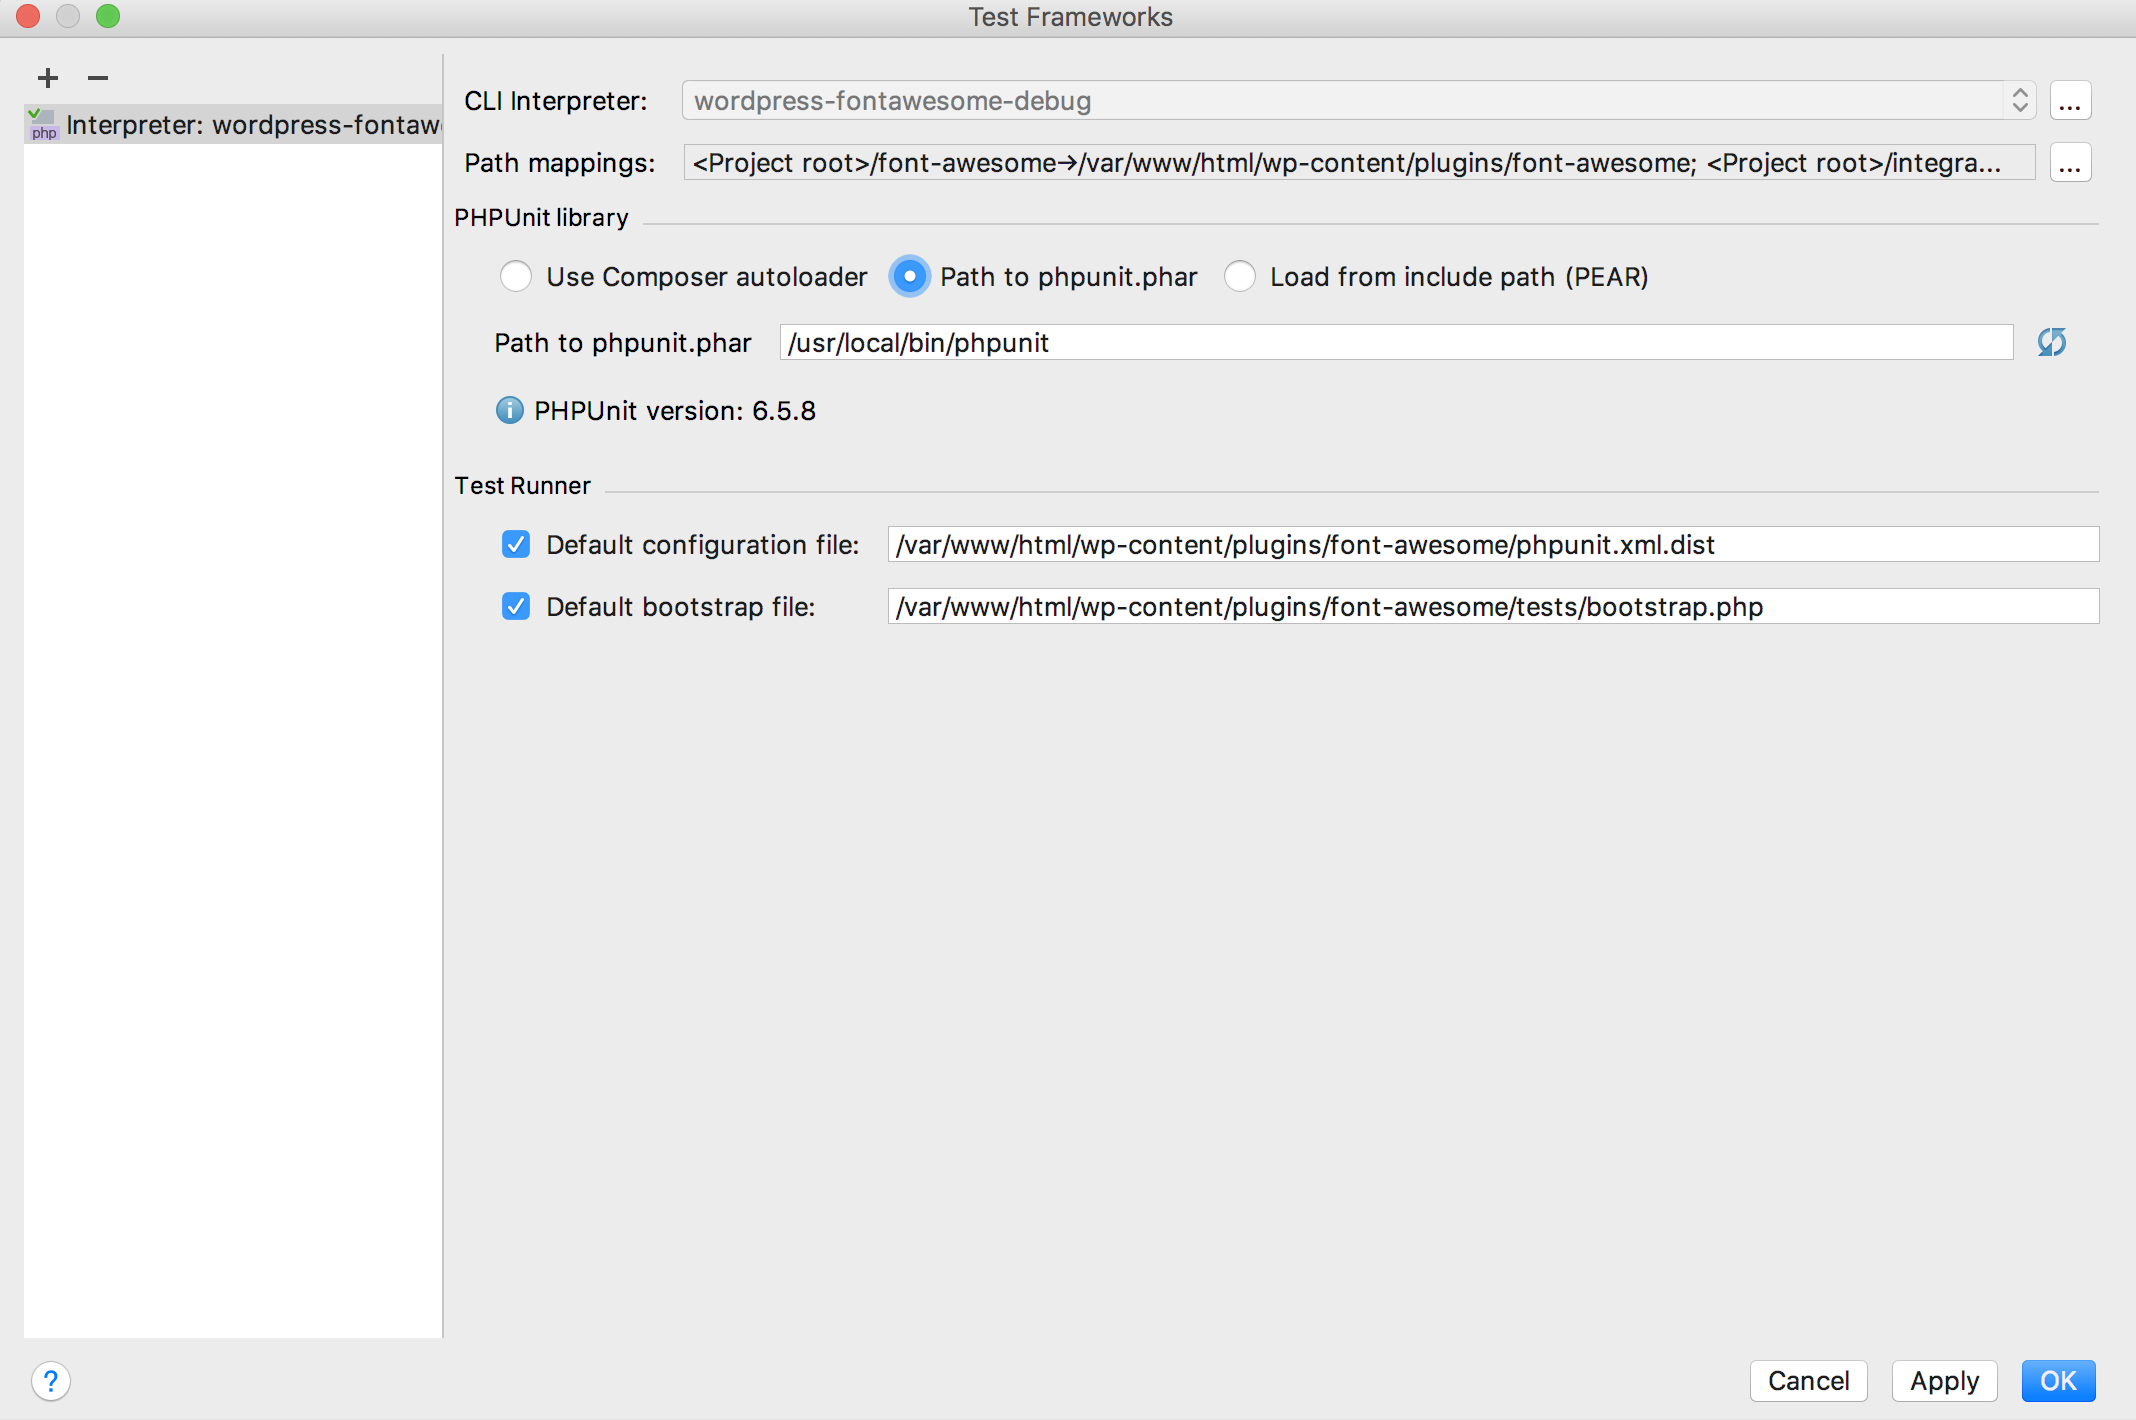 Test Frameworks
+ −
php Interpreter: wordpress-fontaw
CLI Interpreter: wordpress-fontawesome-debug ...
Path mappings: <Project root>/font-awesome→/var/www/html/wp-content/plugins/font-awesome; <Project root>/integra... ...
PHPUnit library
Use Composer autoloader Path to phpunit.phar Load from include path (PEAR)
Path to phpunit.phar /usr/local/bin/phpunit
i PHPUnit version: 6.5.8
Test Runner
Default configuration file: /var/www/html/wp-content/plugins/font-awesome/phpunit.xml.dist
Default bootstrap file: /var/www/html/wp-content/plugins/font-awesome/tests/bootstrap.php
? Cancel Apply OK